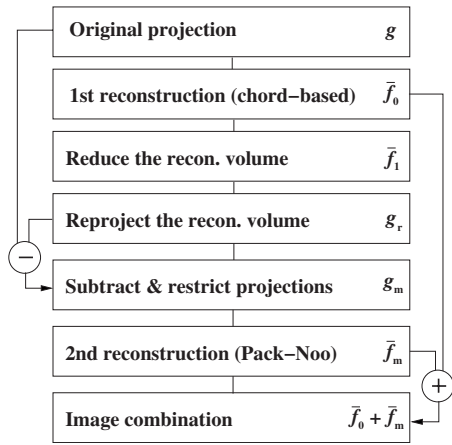 Original projection g
1st reconstruction (chord−based) f̄₀
Reduce the recon. volume f̄₁
Reproject the recon. volume gᵣ
−
Subtract & restrict projections gₘ
2nd reconstruction (Pack−Noo) f̄ₘ
+
Image combination f̄₀ + f̄ₘ